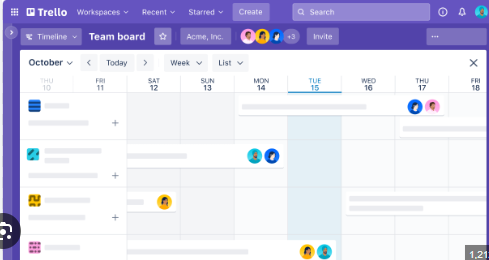 Trello Workspaces Recent Starred Create Search
Timeline Team board Acme, Inc. +3 Invite
October Today Week List
THU FRI SAT SUN MON TUE WED THU FRI
10 11 12 13 14 15 16 17 18
1,21